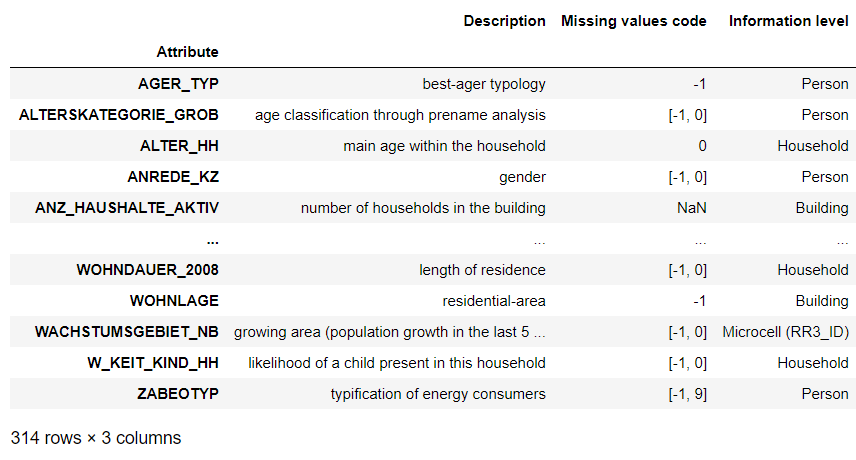 Description Missing values code Information level
Attribute
AGER_TYP best-ager typology -1 Person
ALTERSKATEGORIE_GROB age classification through prename analysis [-1, 0] Person
ALTER_HH main age within the household 0 Household
ANREDE_KZ gender [-1, 0] Person
ANZ_HAUSHALTE_AKTIV number of households in the building NaN Building
... ... ... ...
WOHNDAUER_2008 length of residence [-1, 0] Household
WOHNLAGE residential-area -1 Building
WACHSTUMSGEBIET_NB growing area (population growth in the last 5 ... [-1, 0] Microcell (RR3_ID)
W_KEIT_KIND_HH likelihood of a child present in this household [-1, 0] Household
ZABEOTYP typification of energy consumers [-1, 9] Person
314 rows × 3 columns